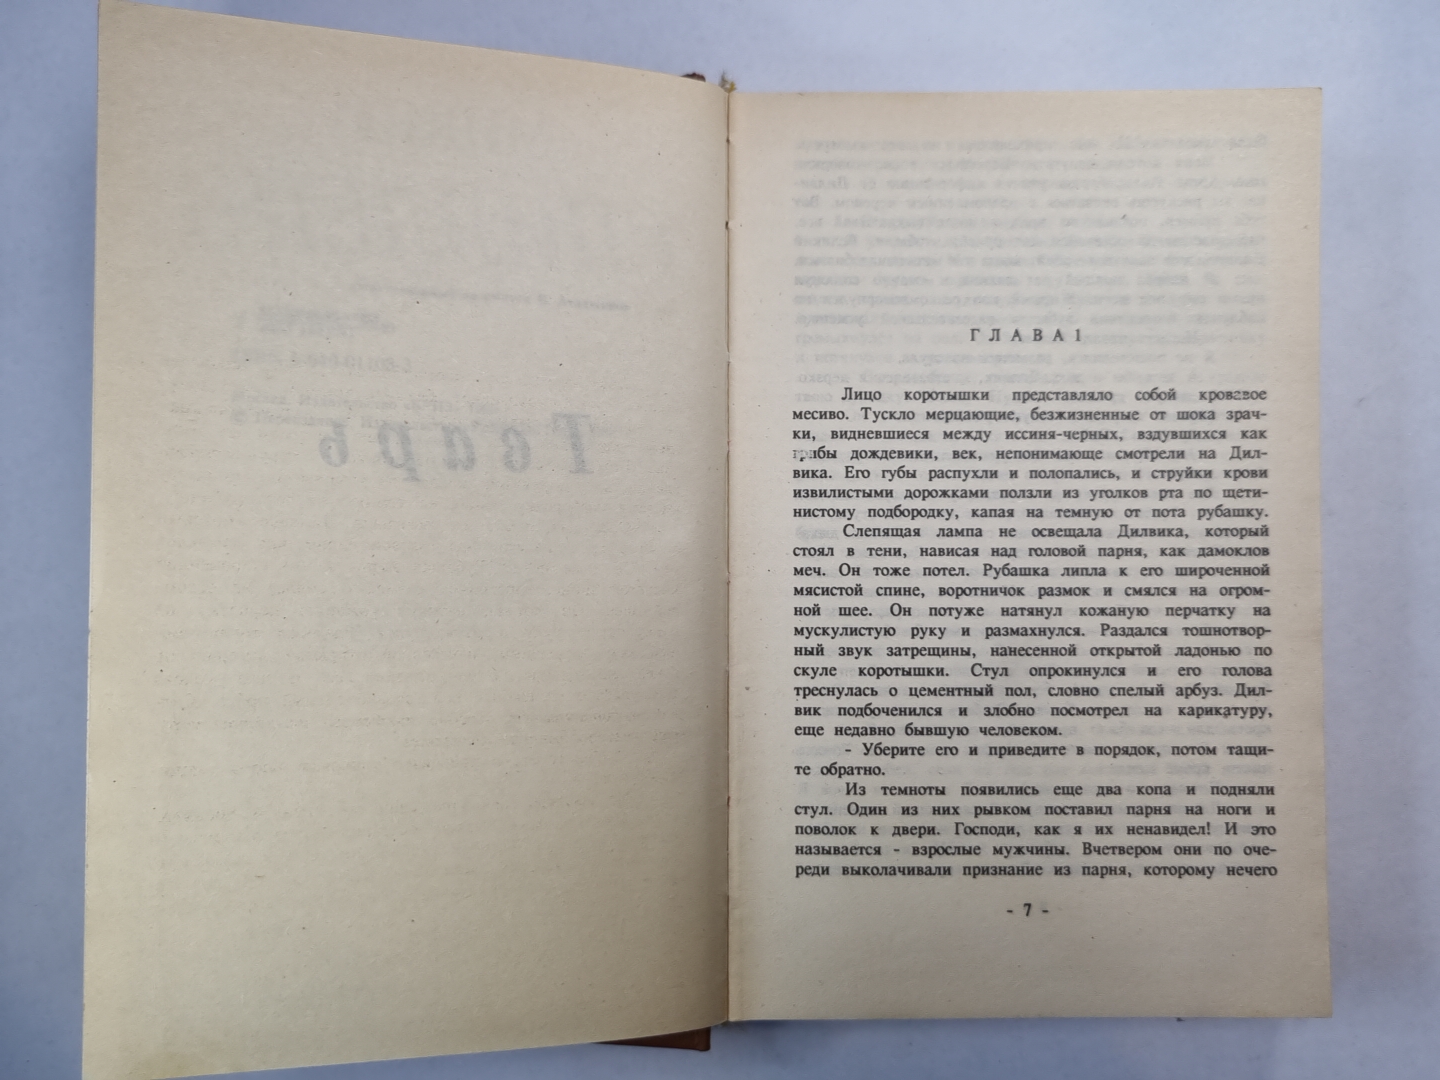 ГЛАВА 1
Лицо коротышки представляло собой кровавое
месиво. Тускло мерцающие, безжизненные от шока зрач-
ки, видневшиеся между иссиня-черных, вздувшихся как
грибы дождевики, век, непонимающе смотрели на Дил-
вика. Его губы распухли и полопались, и струйки крови
извилистыми дорожками ползли из уголков рта по щети-
нистому подбородку, капая на темную от пота рубашку.
Слепящая лампа не освещала Дилвика, который
стоял в тени, нависая над головой парня, как дамоклов
меч. Он тоже потел. Рубашка липла к его широченной
мясистой спине, воротничок размок и смялся на огром-
ной шее. Он потуже натянул кожаную перчатку на
мускулистую руку и размахнулся. Раздался тошнотвор-
ный звук затрещины, нанесенной открытой ладонью по
скуле коротышки. Стул опрокинулся и его голова
треснулась о цементный пол, словно спелый арбуз. Дил-
вик подбоченился и злобно посмотрел на карикатуру,
еще недавно бывшую человеком.
- Уберите его и приведите в порядок, потом тащи-
те обратно.
Из темноты появились еще два копа и подняли
стул. Один из них рывком поставил парня на ноги и
поволок к двери. Господи, как я их ненавидел! И это
называется - взрослые мужчины. Вчетвером они по оче-
реди выколачивали признание из парня, которому нечего
- 7 -